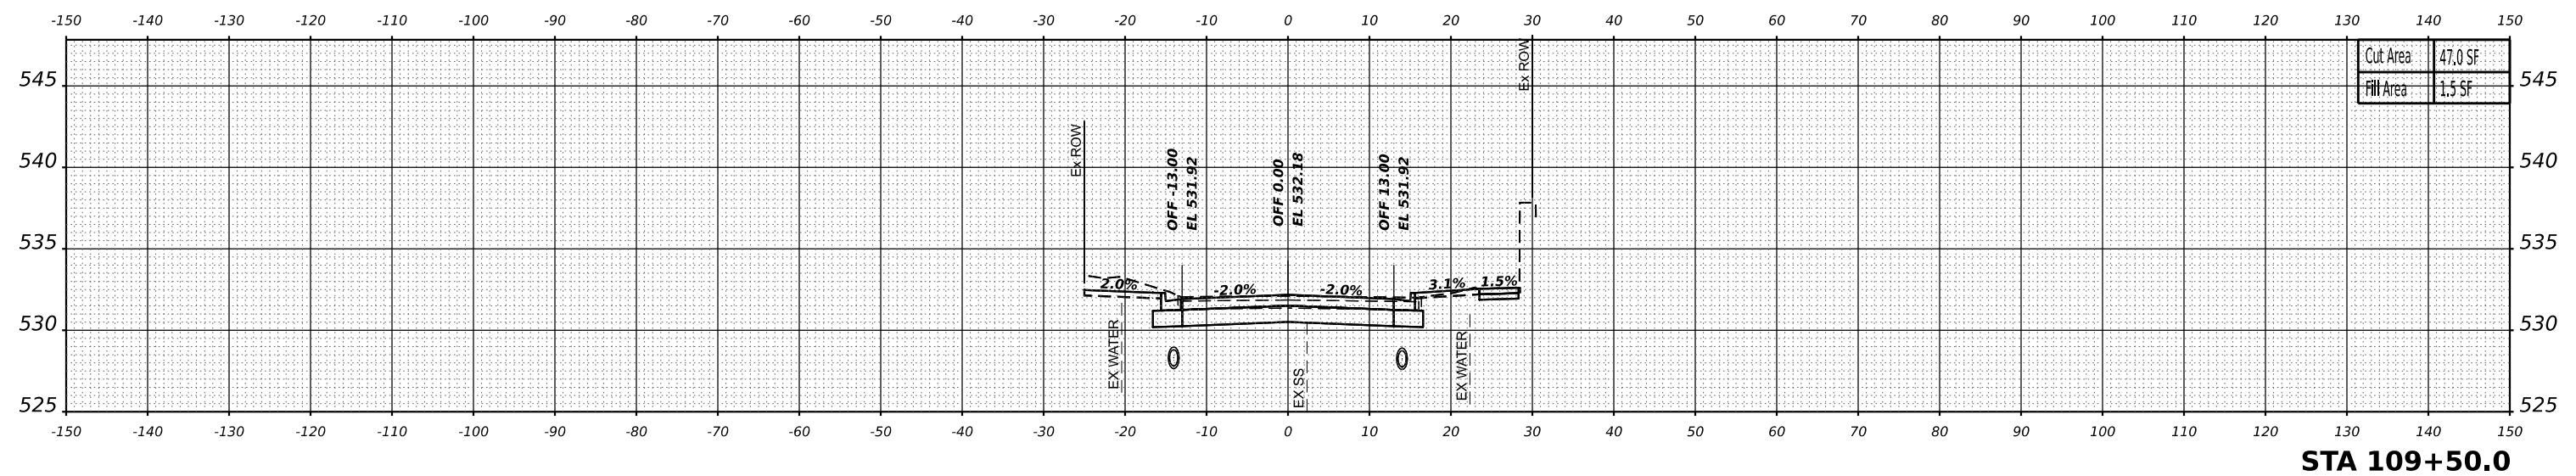 -150 -140 -130 -120 -110 -100 -90 -80 -70 -60 -50 -40 -30 -20 -10 0 10 20 30 40 50 60 70 80 90 100 110 120 130 140 150
Cut Area 47.0 SF
Fill Area 1.5 SF
545 545
540 540
535 535
530 530
525 525
Ex ROW
Ex ROW
OFF -13.00
EL 531.92
OFF 0.00
EL 532.18
OFF 13.00
EL 531.92
2.0% -2.0% -2.0% 3.1% 1.5%
EX WATER
EX SS
EX WATER
-150 -140 -130 -120 -110 -100 -90 -80 -70 -60 -50 -40 -30 -20 -10 0 10 20 30 40 50 60 70 80 90 100 110 120 130 140 150
STA 109+50.0